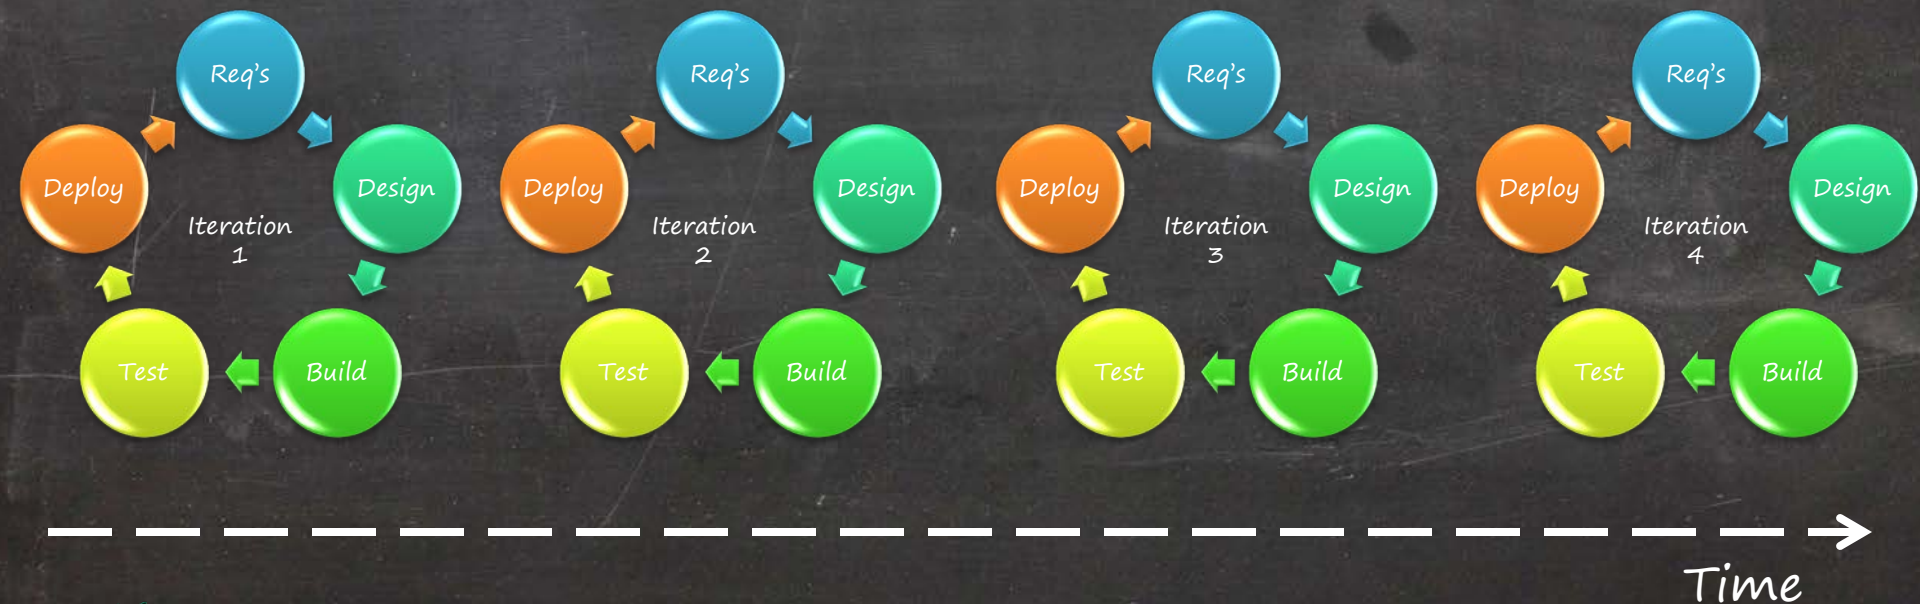 Req's
Deploy
Design
Iteration
1
Test
Build
Req's
Deploy
Design
Iteration
2
Test
Build
Req's
Deploy
Design
Iteration
3
Test
Build
Req's
Deploy
Design
Iteration
4
Test
Build
Time